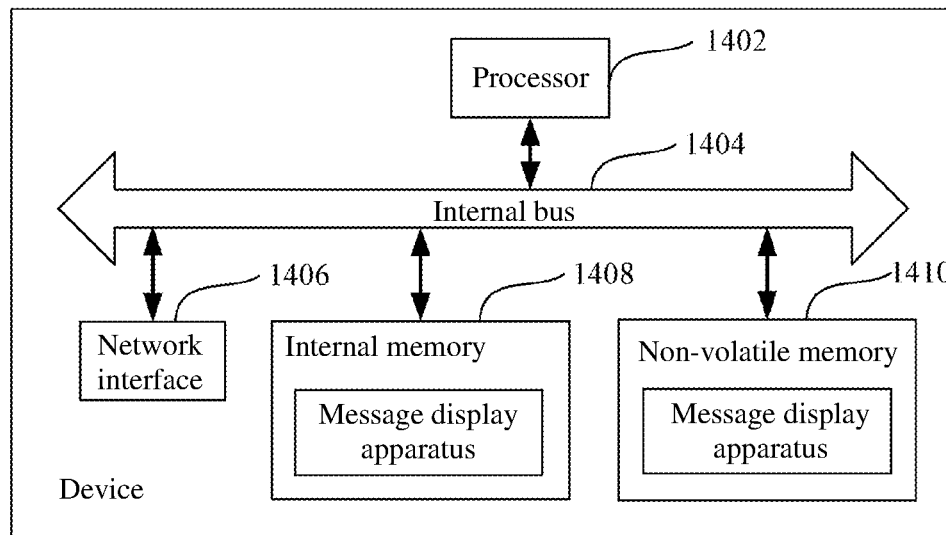 1402
Processor
1404
Internal bus
1406
1408
1410
Network
interface
Internal memory
Non-volatile memory
Message display
apparatus
Message display
apparatus
Device